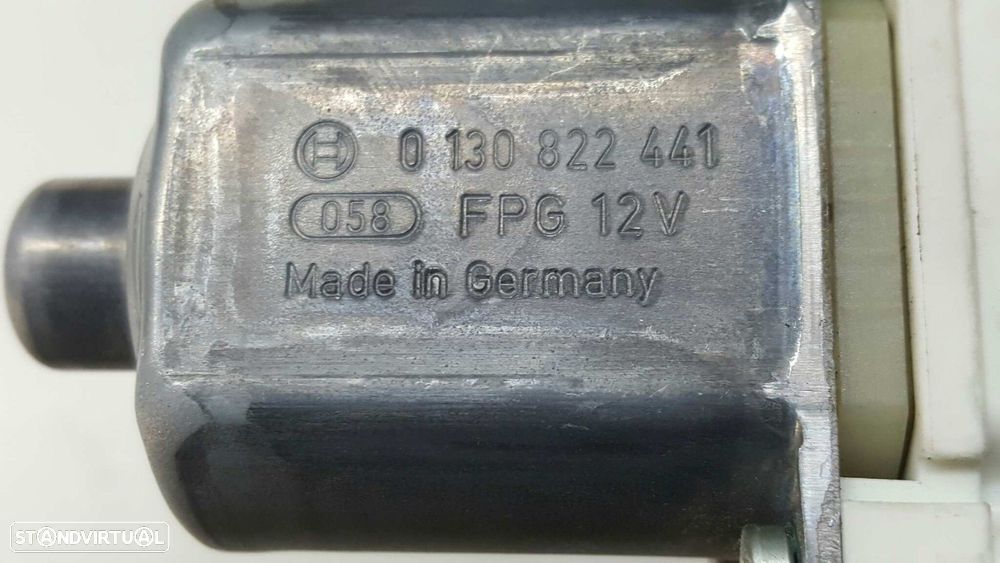 0 130 822 441
058 FPG 12V
Made in Germany
STANDVIRTUAL